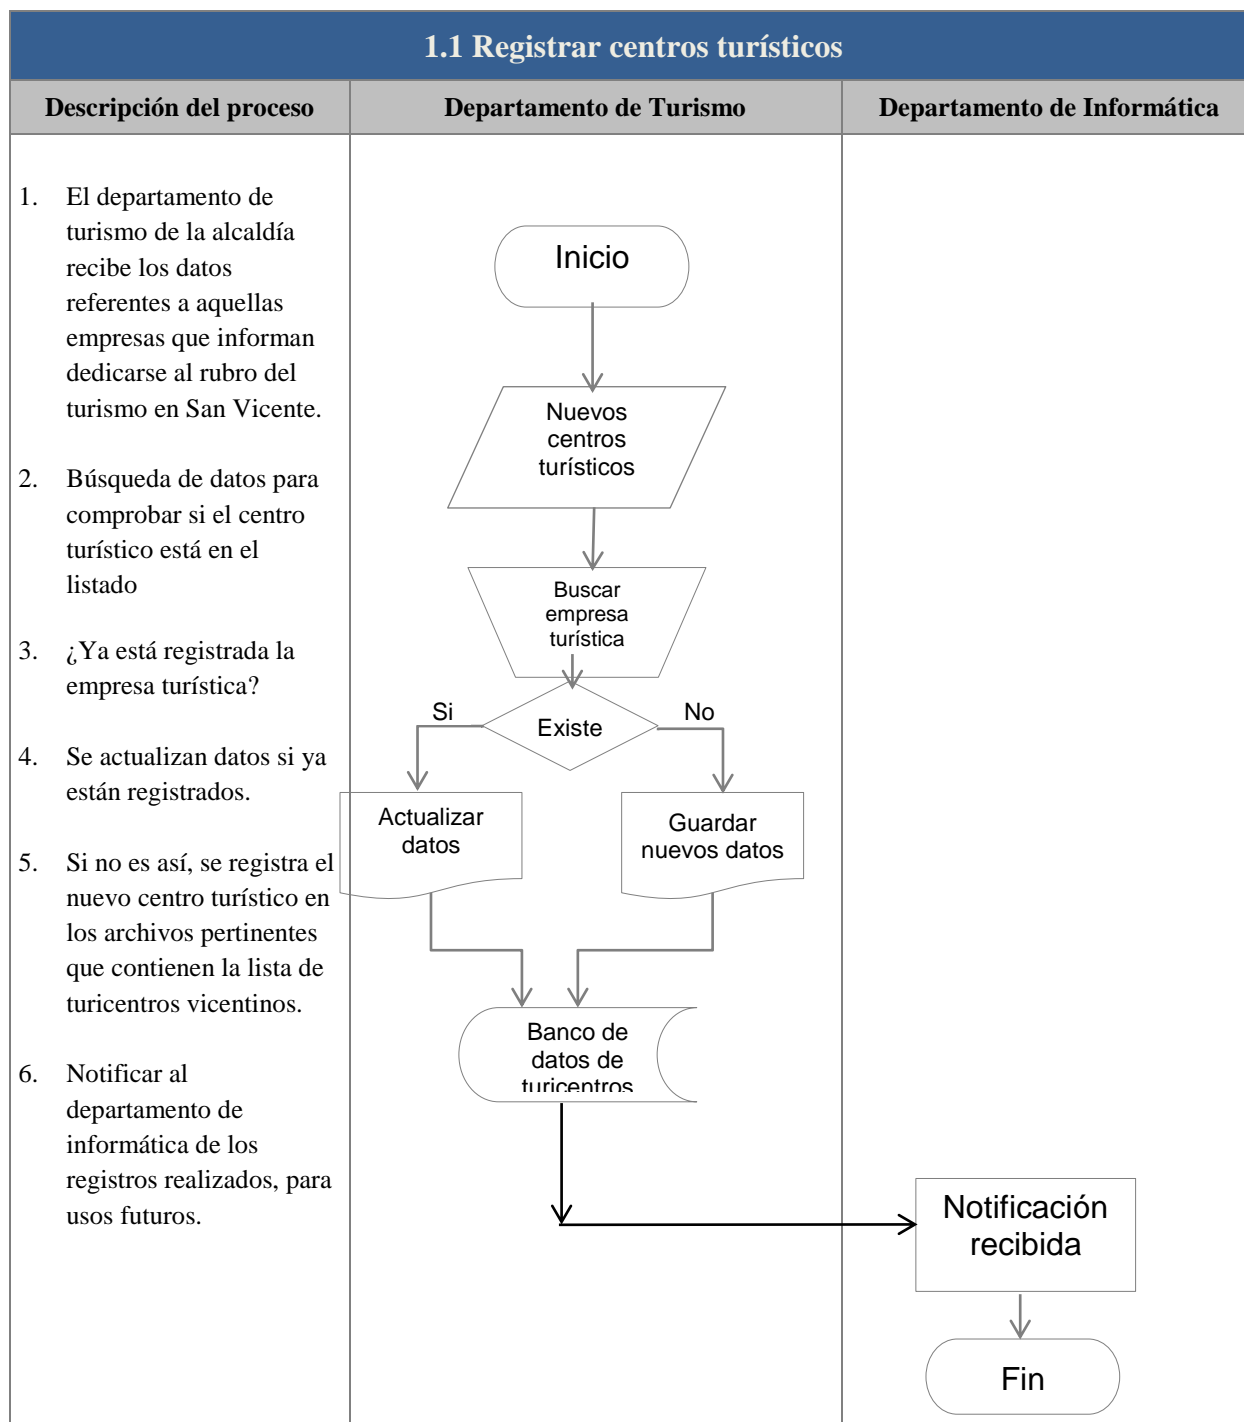 1.1 Registrar centros turísticos
Descripción del proceso
Departamento de Turismo
Departamento de Informática
1. El departamento de
turismo de la alcaldía
recibe los datos
referentes a aquellas
empresas que informan
dedicarse al rubro del
turismo en San Vicente.
2. Búsqueda de datos para
comprobar si el centro
turístico está en el
listado
3. ¿Ya está registrada la
empresa turística?
4. Se actualizan datos si ya
están registrados.
5. Si no es así, se registra el
nuevo centro turístico en
los archivos pertinentes
que contienen la lista de
turicentros vicentinos.
6. Notificar al
departamento de
informática de los
registros realizados, para
usos futuros.
Inicio
Nuevos
centros
turísticos
Buscar
empresa
turística
Si
Existe
No
Actualizar
datos
Guardar
nuevos datos
Banco de
datos de
turicentros
Notificación
recibida
Fin